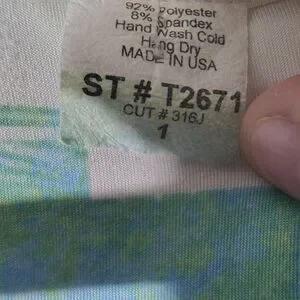 92% Polyester
8% Spandex
Hand Wash Cold
Hang Dry
MADE IN USA
ST # T2671
CUT # 316J
1